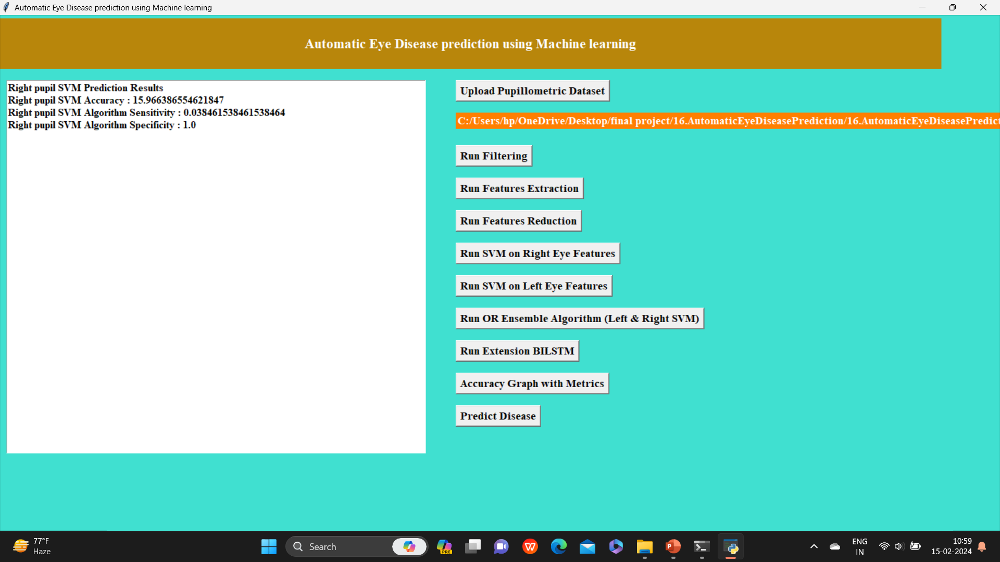 Automatic Eye Disease prediction using Machine learning
Automatic Eye Disease prediction using Machine learning
Right pupil SVM Prediction Results
Right pupil SVM Accuracy : 15.966386554621847
Right pupil SVM Algorithm Sensitivity : 0.038461538461538464
Right pupil SVM Algorithm Specificity : 1.0
Upload Pupillometric Dataset
C:/Users/hp/OneDrive/Desktop/final project/16.AutomaticEyeDiseasePrediction/16.AutomaticEyeDiseasePredict
Run Filtering
Run Features Extraction
Run Features Reduction
Run SVM on Right Eye Features
Run SVM on Left Eye Features
Run OR Ensemble Algorithm (Left & Right SVM)
Run Extension BILSTM
Accuracy Graph with Metrics
Predict Disease
77°F
Haze
Search
PRE
ENG
IN
10:59
15-02-2024